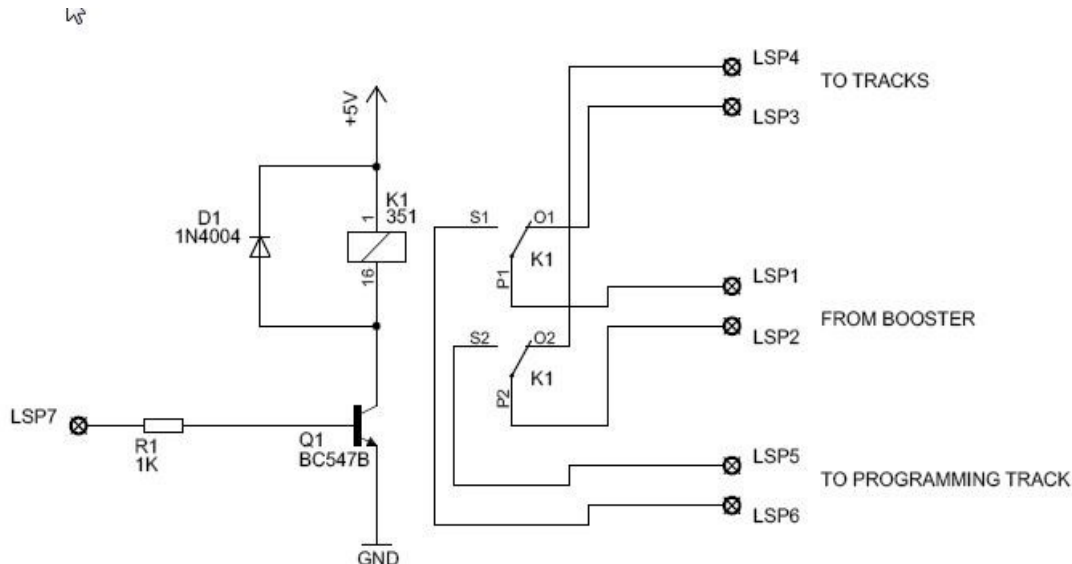 LSP4
TO TRACKS
LSP3
+5V
D1
1N4004
K1
351
1
16
S1
O1
K1
P1
LSP1
FROM BOOSTER
LSP2
S2
O2
K1
P2
LSP7
R1
1K
Q1
BC547B
LSP5
TO PROGRAMMING TRACK
LSP6
GND